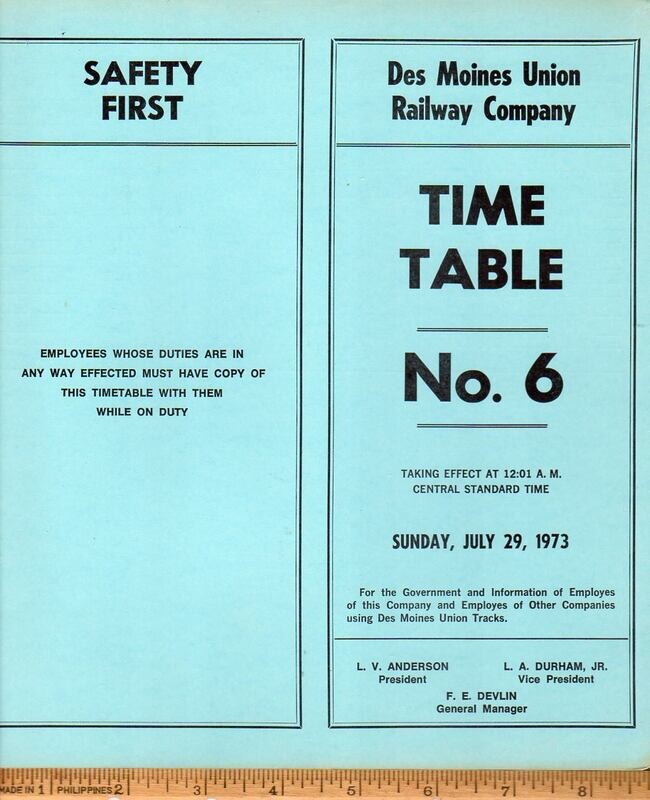 SAFETY
FIRST
EMPLOYEES WHOSE DUTIES ARE IN
ANY WAY EFFECTED MUST HAVE COPY OF
THIS TIMETABLE WITH THEM
WHILE ON DUTY
Des Moines Union
Railway Company
TIME
TABLE
No. 6
TAKING EFFECT AT 12:01 A. M.
CENTRAL STANDARD TIME
SUNDAY, JULY 29, 1973
For the Government and Information of Employes
of this Company and Employes of Other Companies
using Des Moines Union Tracks.
L. V. ANDERSON
President
L. A. DURHAM, JR.
Vice President
F. E. DEVLIN
General Manager
MADE IN 1 PHILIPPINES 2 3 4 5 6 7 8